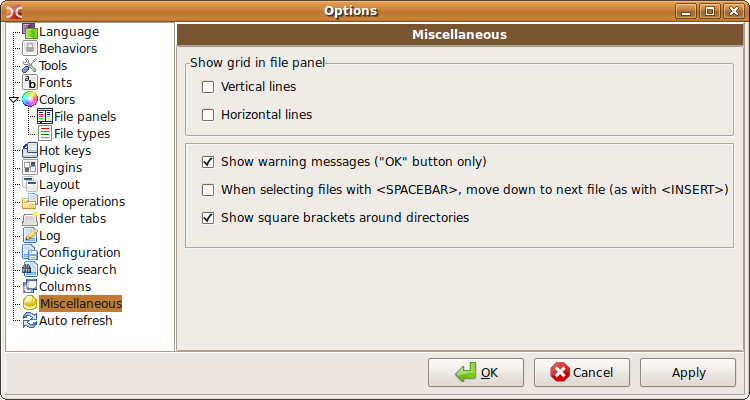 Options
Language
Behaviors
Tools
Fonts
Colors
File panels
File types
Hot keys
Plugins
Layout
File operations
Folder tabs
Log
Configuration
Quick search
Columns
Miscellaneous
Auto refresh
Miscellaneous
Show grid in file panel
Vertical lines
Horizontal lines
Show warning messages ("OK" button only)
When selecting files with <SPACEBAR>, move down to next file (as with <INSERT>)
Show square brackets around directories
OK
Cancel
Apply